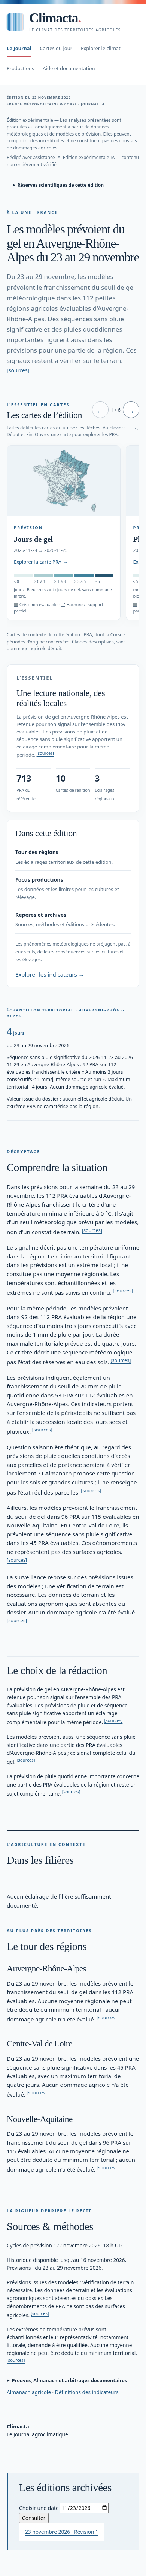 Climacta.
LE CLIMAT DES TERRITOIRES AGRICOLES.
Le Journal
Cartes du jour
Explorer le climat
Productions
Aide et documentation
ÉDITION DU 23 NOVEMBRE 2026
FRANCE MÉTROPOLITAINE & CORSE · JOURNAL IA
Édition expérimentale — Les analyses présentées sont
produites automatiquement à partir de données
météorologiques et de modèles de prévision. Elles peuvent
comporter des incertitudes et ne constituent pas des constats
de dommages agricoles.
Rédigé avec assistance IA. Édition expérimentale IA — contenu
non entièrement vérifié
Réserves scientifiques de cette édition
À LA UNE · FRANCE
Les modèles prévoient du
gel en Auvergne-Rhône-
Alpes du 23 au 29 novembre
Du 23 au 29 novembre, les modèles
prévoient le franchissement du seuil de gel
météorologique dans les 112 petites
régions agricoles évaluables d'Auvergne-
Rhône-Alpes. Des séquences sans pluie
significative et des pluies quotidiennes
importantes figurent aussi dans les
prévisions pour une partie de la région. Ces
signaux restent à vérifier sur le terrain.
[sources]
L'ESSENTIEL EN CARTES
Les cartes de l'édition
← 1 / 6 →
Faites défiler les cartes ou utilisez les flèches. Au clavier : ← →,
Début et Fin. Ouvrez une carte pour explorer les PRA.
PRÉVISION
Jours de gel
2026-11-24 → 2026-11-25
Explorer la carte PRA →
Cartes de contexte de cette édition · PRA, dont la Corse ·
périodes d'origine conservées. Classes descriptives, sans
dommage agricole déduit.
L'ESSENTIEL
Une lecture nationale, des
réalités locales
La prévision de gel en Auvergne-Rhône-Alpes est
retenue pour son signal sur l'ensemble des PRA
évaluables. Les prévisions de pluie et de séquence
sans pluie significative apportent un éclairage
complémentaire pour la même
période. [sources]
713
PRA du
référentiel
10
Cartes de l'édition
3
Éclairages
régionaux
Dans cette édition
Tour des régions
Les éclairages territoriaux de cette édition.
Focus productions
Les données et les limites pour les cultures et
l'élevage.
Repères et archives
Sources, méthodes et éditions précédentes.
Les phénomènes météorologiques ne préjugent pas, à
eux seuls, de leurs conséquences sur les cultures et
les élevages.
Explorer les indicateurs →
ÉCHANTILLON TERRITORIAL · AUVERGNE-RHÔNE-
ALPES
4 jours
du 23 au 29 novembre 2026
Séquence sans pluie significative du 2026-11-23 au 2026-
11-29 en Auvergne-Rhône-Alpes : 92 PRA sur 112
évaluables franchissent le critère « au moins 3 jours
consécutifs < 1 mm/j, même source et run ». Maximum
territorial : 4 jours. Aucun dommage agricole évalué.
Valeur issue du dossier ; aucun effet agricole déduit. Un
extrême PRA ne caractérise pas la région.
DÉCRYPTAGE
Comprendre la situation
Dans les prévisions pour la semaine du 23 au 29
novembre, les 112 PRA évaluables d'Auvergne-
Rhône-Alpes franchissent le critère d'une
température minimale inférieure à 0 °C. Il s'agit
d'un seuil météorologique prévu par les modèles,
non d'un constat de terrain. [sources]
Le signal ne décrit pas une température uniforme
dans la région. Le maximum territorial figurant
dans les prévisions est un extrême local ; il ne
constitue pas une moyenne régionale. Les
températures sont échantillonnées et les
extrêmes ne sont pas suivis en continu. [sources]
Pour la même période, les modèles prévoient
dans 92 des 112 PRA évaluables de la région une
séquence d'au moins trois jours consécutifs avec
moins de 1 mm de pluie par jour. La durée
maximale territoriale prévue est de quatre jours.
Ce critère décrit une séquence météorologique,
pas l'état des réserves en eau des sols. [sources]
Les prévisions indiquent également un
franchissement du seuil de 20 mm de pluie
quotidienne dans 53 PRA sur 112 évaluables en
Auvergne-Rhône-Alpes. Ces indicateurs portent
sur l'ensemble de la période : ils ne suffisent pas
à établir la succession locale des jours secs et
pluvieux. [sources]
Question saisonnière théorique, au regard des
prochains jours : quelles conditions d'accès aux
parcelles et de portance seraient à vérifier
localement ? L'Almanach propose cette question
pour les grandes cultures ; il ne renseigne
pas l'état réel des parcelles. [sources]
Ailleurs, les modèles prévoient le franchissement
du seuil de gel dans 96 PRA sur 115 évaluables en
Nouvelle-Aquitaine. En Centre-Val de Loire, ils
prévoient une séquence sans pluie significative
dans les 45 PRA évaluables. Ces dénombrements
ne représentent pas des surfaces agricoles.
[sources]
La surveillance repose sur des prévisions issues
des modèles ; une vérification de terrain est
nécessaire. Les températures et les évaluations
agronomiques sont absentes du
dossier. Aucun dommage agricole n'a été évalué.
[sources]
Le choix de la rédaction
La prévision de gel en Auvergne-Rhône-Alpes est
retenue pour son signal sur l'ensemble des PRA
évaluables. Les prévisions de pluie et de séquence
sans pluie significative apportent un éclairage
complémentaire pour la même période. [sources]
Les modèles prévoient aussi une séquence sans pluie
significative dans une partie des PRA évaluables
d'Auvergne-Rhône-Alpes ; ce signal complète celui du
gel. [sources]
La prévision de pluie quotidienne importante concerne
une partie des PRA évaluables de la région et reste un
sujet complémentaire. [sources]
L'AGRICULTURE EN CONTEXTE
Dans les filières
Aucun éclairage de filière suffisamment
documenté.
AU PLUS PRÈS DES TERRITOIRES
Le tour des régions
Auvergne-Rhône-Alpes
Du 23 au 29 novembre, les modèles prévoient le
franchissement du seuil de gel dans les 112 PRA
évaluables. Aucune moyenne régionale ne peut
être déduite du minimum territorial ; aucun
dommage agricole n'a été évalué. [sources]
Centre-Val de Loire
Du 23 au 29 novembre, les modèles prévoient une
séquence sans pluie significative dans les 45 PRA
évaluables, avec un maximum territorial de
quatre jours. Aucun dommage agricole n'a été
évalué. [sources]
Nouvelle-Aquitaine
Du 23 au 29 novembre, les modèles prévoient le
franchissement du seuil de gel dans 96 PRA sur
115 évaluables. Aucune moyenne régionale ne
peut être déduite du minimum territorial ; aucun
dommage agricole n'a été évalué. [sources]
LA RIGUEUR DERRIÈRE LE RÉCIT
Sources & méthodes
Cycles de prévision : 22 novembre 2026, 18 h UTC.
Historique disponible jusqu'au 16 novembre 2026.
Prévisions : du 23 au 29 novembre 2026.
Prévisions issues des modèles ; vérification de terrain
nécessaire. Les données de terrain et les évaluations
agronomiques sont absentes du dossier. Les
dénombrements de PRA ne sont pas des surfaces
agricoles. [sources]
Les extrêmes de température prévus sont
échantillonnés et leur représentativité, notamment
littorale, demande à être qualifiée. Aucune moyenne
régionale ne peut être déduite du minimum territorial.
[sources]
Preuves, Almanach et arbitrages documentaires
Almanach agricole · Définitions des indicateurs
Climacta
Le Journal agroclimatique
Les éditions archivées
Choisir une date 11/23/2026
Consulter
23 novembre 2026 · Révision 1